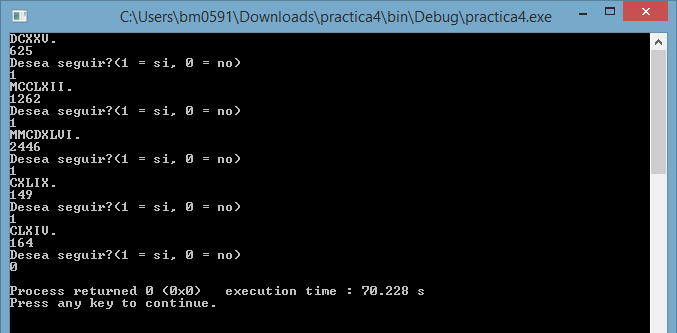 C:\Users\bm0591\Downloads\practica4\bin\Debug\practica4.exe
DCXXV.
625
Desea seguir?(1 = si, 0 = no)
1
MCCLXII.
1262
Desea seguir?(1 = si, 0 = no)
1
MMCDXLVI.
2446
Desea seguir?(1 = si, 0 = no)
1
CXLIX.
149
Desea seguir?(1 = si, 0 = no)
1
CLXIV.
164
Desea seguir?(1 = si, 0 = no)
0
Process returned 0 (0x0)   execution time : 70.228 s
Press any key to continue.